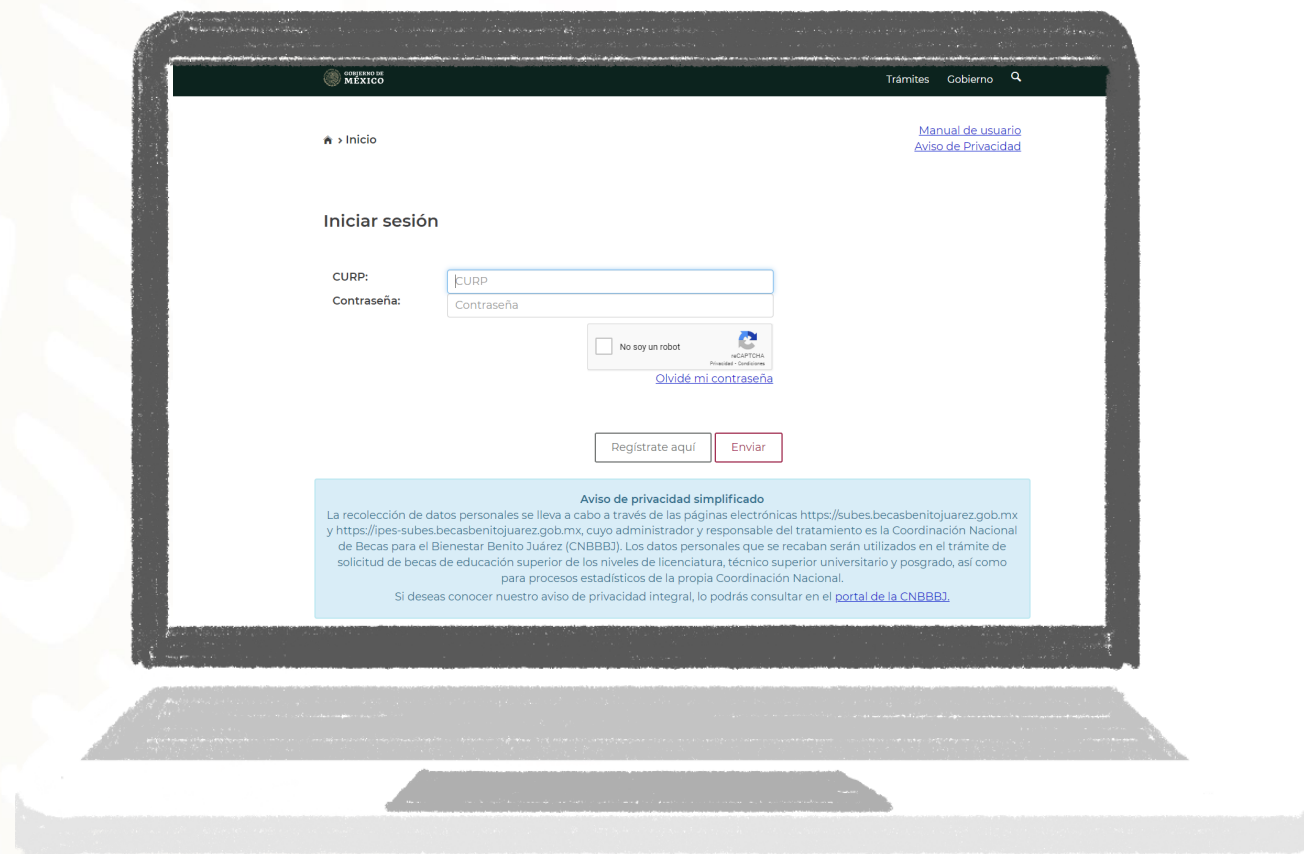 GOBIERNO DE
MÉXICO
Trámites Gobierno
Manual de usuario
> Inicio
Aviso de Privacidad
Iniciar sesión
CURP:
CURP
Contraseña:
Contraseña
No soy un robot
reCAPTCHA
Privacidad - Condiciones
Olvidé mi contraseña
Regístrate aquí
Enviar
Aviso de privacidad simplificado
La recolección de datos personales se lleva a cabo a través de las páginas electrónicas https://subes.becasbenitojuarez.gob.mx
y https://ipes-subes.becasbenitojuarez.gob.mx, cuyo administrador y responsable del tratamiento es la Coordinación Nacional
de Becas para el Bienestar Benito Juárez (CNBBBJ). Los datos personales que se recaban serán utilizados en el trámite de
solicitud de becas de educación superior de los niveles de licenciatura, técnico superior universitario y posgrado, así como
para procesos estadísticos de la propia Coordinación Nacional.
Si deseas conocer nuestro aviso de privacidad integral, lo podrás consultar en el portal de la CNBBBJ.